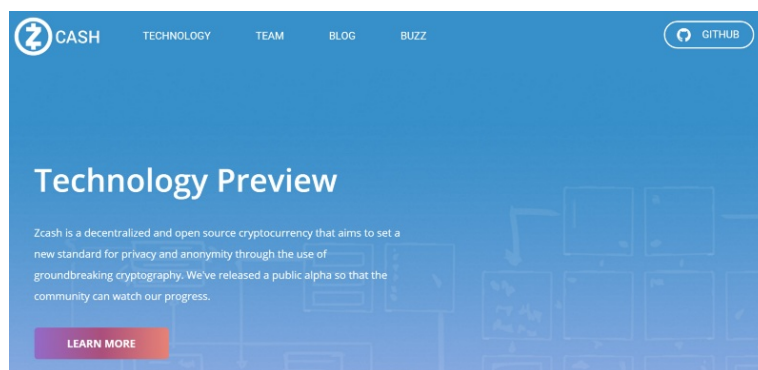 ZCASH
TECHNOLOGY
TEAM
BLOG
BUZZ
GITHUB
Technology Preview
Zcash is a decentralized and open source cryptocurrency that aims to set a
new standard for privacy and anonymity through the use of
groundbreaking cryptography. We've released a public alpha so that the
community can watch our progress.
LEARN MORE